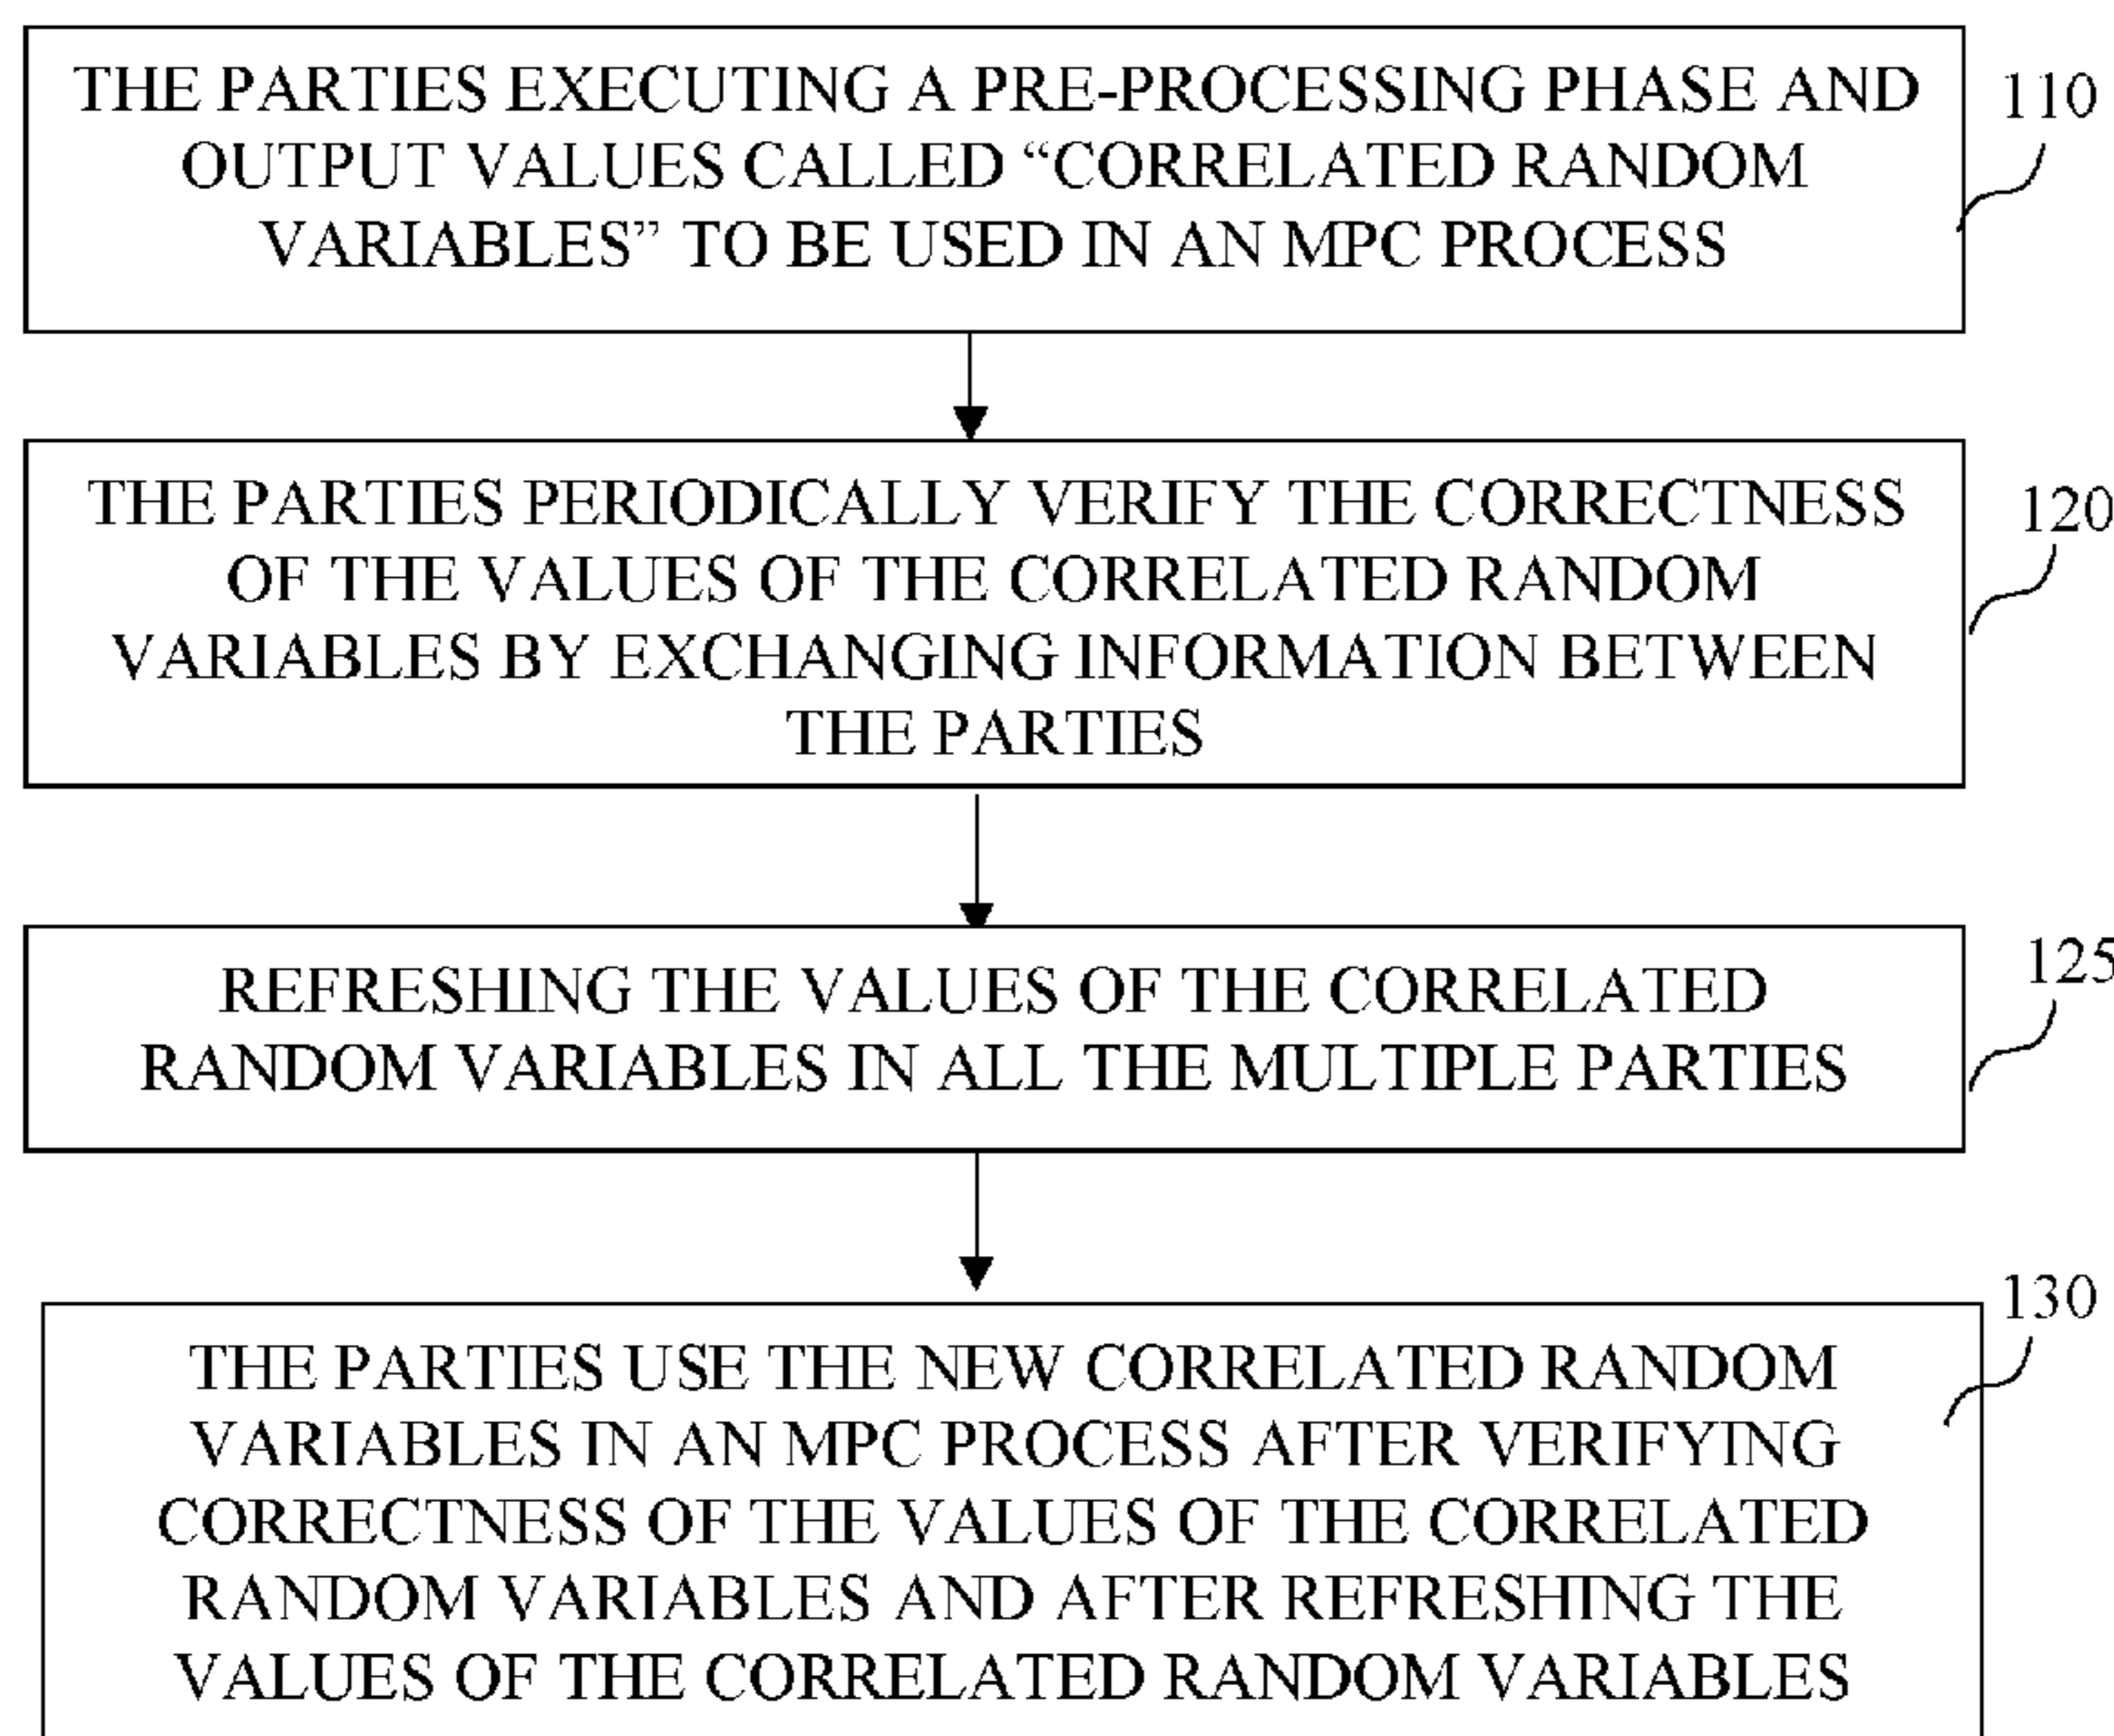 THE PARTIES EXECUTING A PRE-PROCESSING PHASE AND
OUTPUT VALUES CALLED “CORRELATED RANDOM
VARIABLES” TO BE USED IN AN MPC PROCESS
110
THE PARTIES PERIODICALLY VERIFY THE CORRECTNESS
OF THE VALUES OF THE CORRELATED RANDOM
VARIABLES BY EXCHANGING INFORMATION BETWEEN
THE PARTIES
120
REFRESHING THE VALUES OF THE CORRELATED
RANDOM VARIABLES IN ALL THE MULTIPLE PARTIES
125
THE PARTIES USE THE NEW CORRELATED RANDOM
VARIABLES IN AN MPC PROCESS AFTER VERIFYING
CORRECTNESS OF THE VALUES OF THE CORRELATED
RANDOM VARIABLES AND AFTER REFRESHING THE
VALUES OF THE CORRELATED RANDOM VARIABLES
130